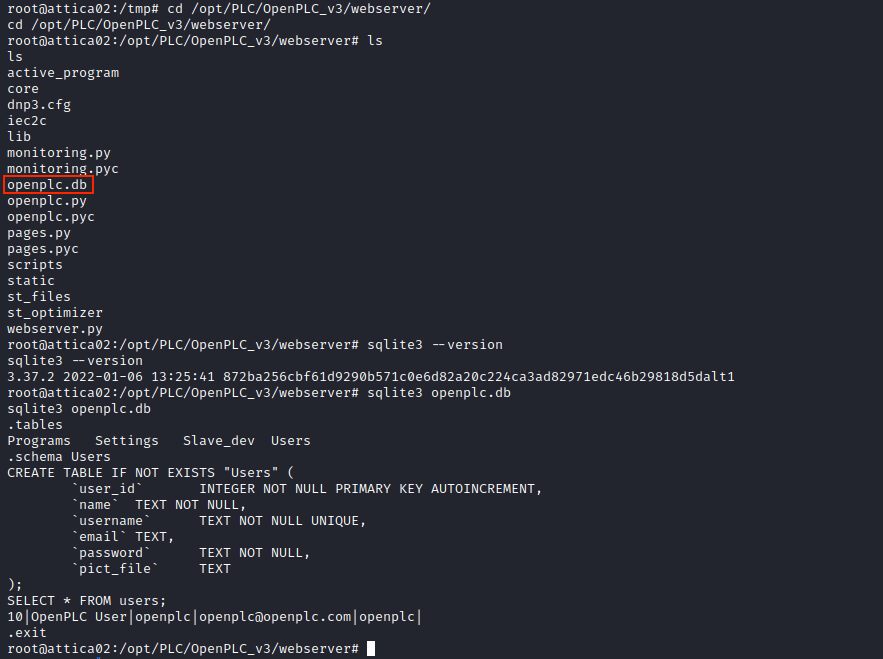 root@attica02:/tmp# cd /opt/PLC/OpenPLC_v3/webserver/
cd /opt/PLC/OpenPLC_v3/webserver/
root@attica02:/opt/PLC/OpenPLC_v3/webserver# ls
ls
active_program
core
dnp3.cfg
iec2c
lib
monitoring.py
monitoring.pyc
openplc.db
openplc.py
openplc.pyc
pages.py
pages.pyc
scripts
static
st_files
st_optimizer
webserver.py
root@attica02:/opt/PLC/OpenPLC_v3/webserver# sqlite3 --version
sqlite3 --version
3.37.2 2022-01-06 13:25:41 872ba256cbf61d9290b571c0e6d82a20c224ca3ad82971edc46b29818d5dalt1
root@attica02:/opt/PLC/OpenPLC_v3/webserver# sqlite3 openplc.db
sqlite3 openplc.db
.tables
Programs   Settings   Slave_dev  Users
.schema Users
CREATE TABLE IF NOT EXISTS "Users" (
        `user_id`       INTEGER NOT NULL PRIMARY KEY AUTOINCREMENT,
        `name`  TEXT NOT NULL,
        `username`      TEXT NOT NULL UNIQUE,
        `email` TEXT,
        `password`      TEXT NOT NULL,
        `pict_file`     TEXT
);
SELECT * FROM users;
10|OpenPLC User|openplc|openplc@openplc.com|openplc|
.exit
root@attica02:/opt/PLC/OpenPLC_v3/webserver#